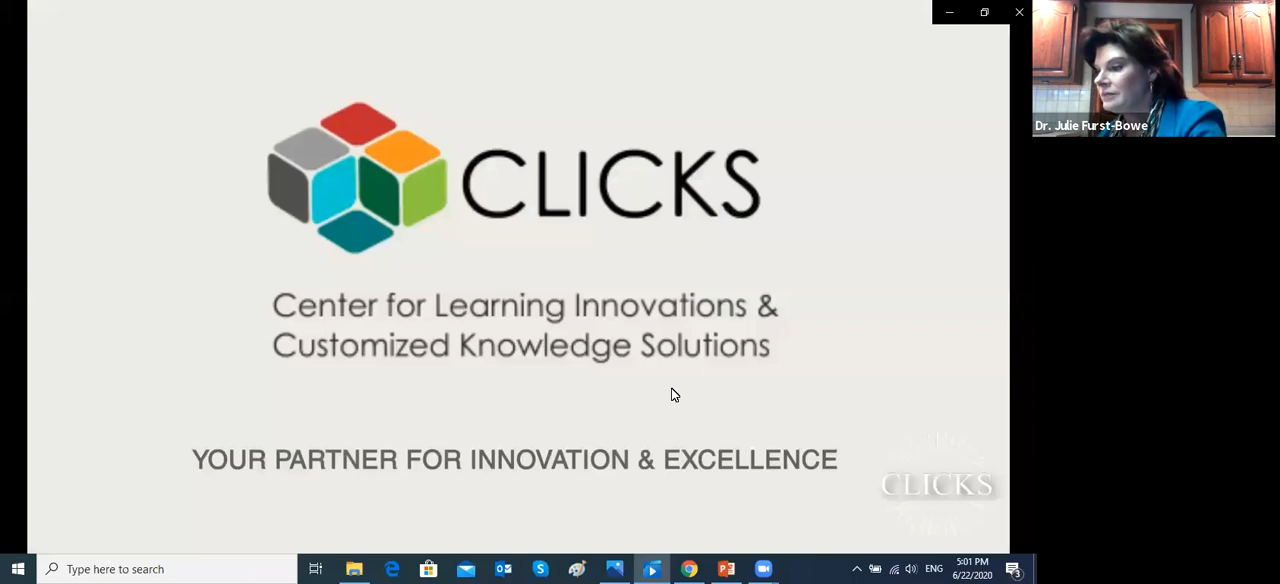 Dr. Julie Furst-Bowe
CLICKS
Center for Learning Innovations &
Customized Knowledge Solutions
YOUR PARTNER FOR INNOVATION & EXCELLENCE
CLICKS
Type here to search
ENG
5:01 PM
6/22/2020
3